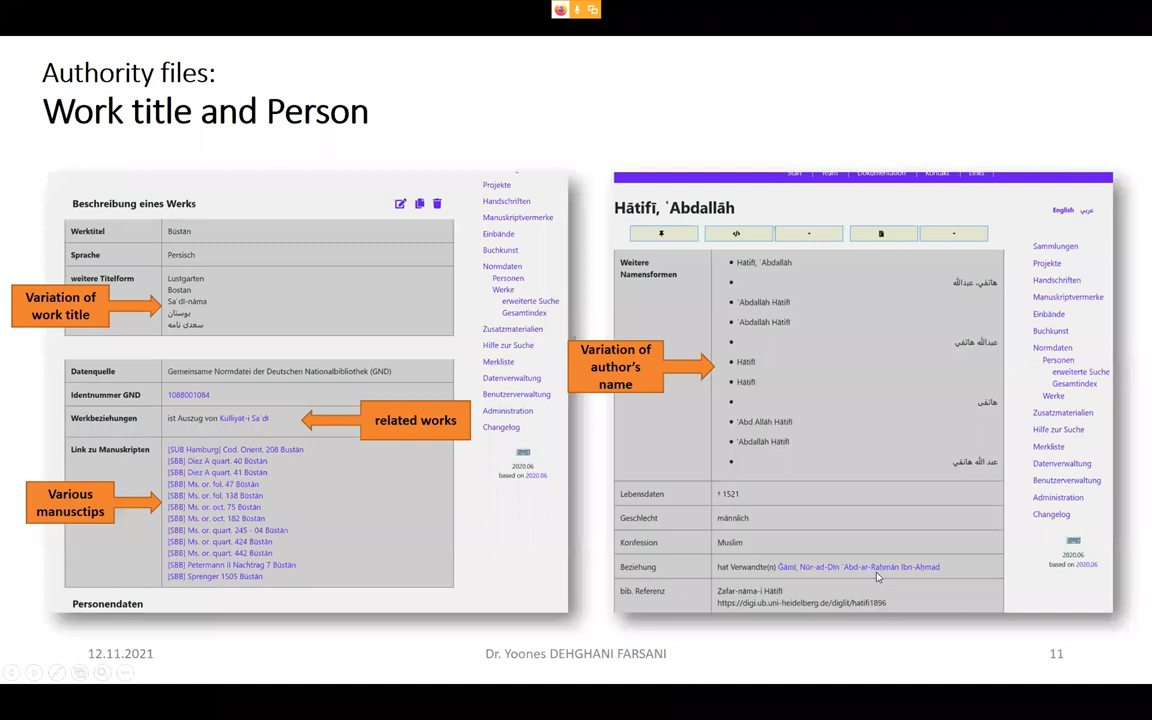 Authority files:
Work title and Person
Beschreibung eines Werks
Werktitel Būstān
Sprache Persisch
weitere Titelform Lustgarten
Bostan
Saʿdī-nāma
بوستان
سعدی نامه
Variation of
work title
Datenquelle Gemeinsame Normdatei der Deutschen Nationalbibliothek (GND)
Identnummer GND 1088001084
Werkbeziehungen ist Auszug von Kullīyāt-i Saʿdī
related works
Link zu Manuskripten [SUB Hamburg] Cod. Orient. 208 Būstān
[SBB] Diez A quart. 40 Būstān
[SBB] Diez A quart. 41 Būstān
[SBB] Ms. or. fol. 47 Būstān
[SBB] Ms. or. fol. 138 Būstān
[SBB] Ms. or. oct. 75 Būstān
[SBB] Ms. or. oct. 182 Būstān
[SBB] Ms. or. quart. 245 - 04 Būstān
[SBB] Ms. or. quart. 424 Būstān
[SBB] Ms. or. quart. 442 Būstān
[SBB] Petermann II Nachtrag 7 Būstān
[SBB] Sprenger 1505 Būstān
Various
manusctips
Personendaten
Projekte
Handschriften
Manuskriptvermerke
Einbände
Buchkunst
Normdaten
Personen
Werke
erweiterte Suche
Gesamtindex
Zusatzmaterialien
Hilfe zur Suche
Merkliste
Datenverwaltung
Benutzerverwaltung
Administration
Changelog
2020.06
based on 2020.06
Start Team Dokumentation Kontakt Links
Hātifī, ʿAbdallāh
English عربي
Weitere
Namensformen
Hātifī, ʿAbdallāh
هاتفي، عبدالله
ʿAbdallāh Hātifī
ʿAbdallāh Hātifī
عبدالله هاتفي
Hātifī
Hātifī
هاتفی
ʿAbd Allāh Hātifī
ʿAbdallāh Hātifī
عبد الله هاتفي
Variation of
author's
name
Lebensdaten † 1521
Geschlecht männlich
Konfession Muslim
Beziehung hat Verwandte(n) Ǧāmī, Nūr-ad-Dīn ʿAbd-ar-Raḥmān Ibn-Aḥmad
bib. Referenz Ẓafar-nāma-i Hātifī
https://digi.ub.uni-heidelberg.de/diglit/hatifi1896
Sammlungen
Projekte
Handschriften
Manuskriptvermerke
Einbände
Buchkunst
Normdaten
Personen
erweiterte Suche
Gesamtindex
Werke
Zusatzmaterialien
Hilfe zur Suche
Merkliste
Datenverwaltung
Benutzerverwaltung
Administration
Changelog
2020.06
based on 2020.06
12.11.2021
Dr. Yoones DEHGHANI FARSANI
11